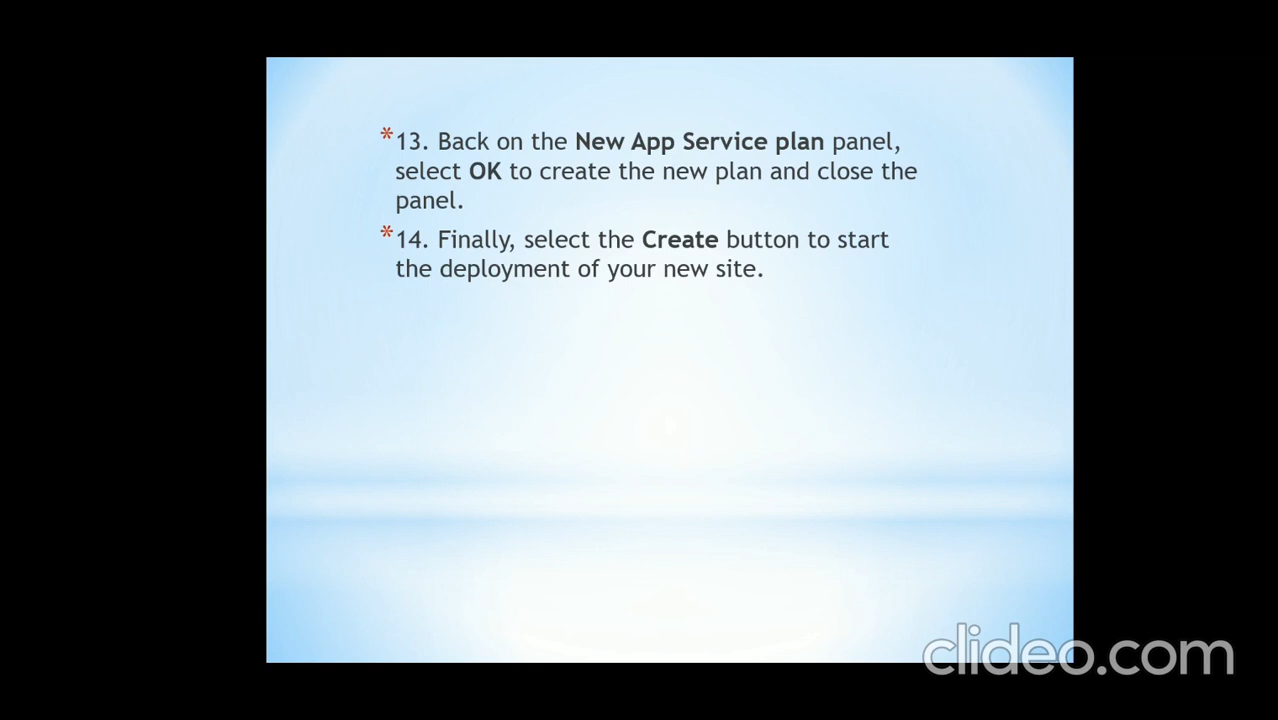 *13. Back on the New App Service plan panel,
select OK to create the new plan and close the
panel.
*14. Finally, select the Create button to start
the deployment of your new site.
clideo.com